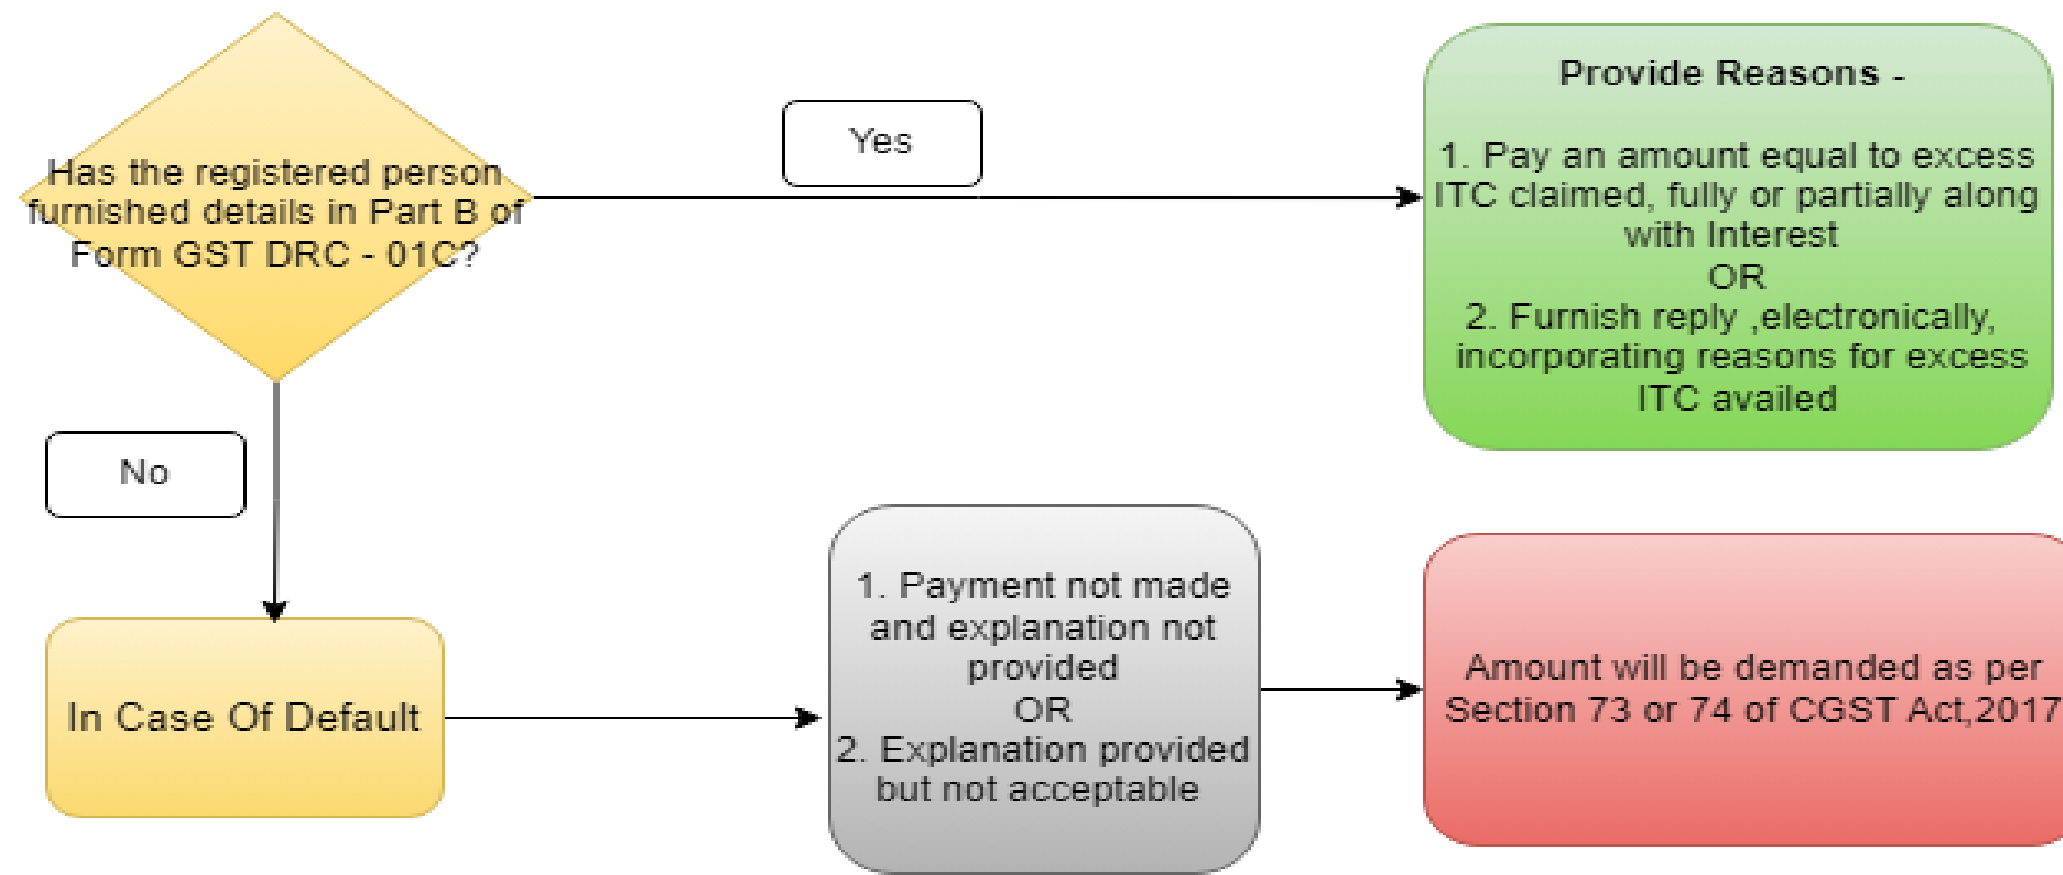 Has the registered person
furnished details in Part B of
Form GST DRC - 01C?
Yes
Provide Reasons -
1. Pay an amount equal to excess
ITC claimed, fully or partially along
with Interest
OR
2. Furnish reply ,electronically,
incorporating reasons for excess
ITC availed
No
In Case Of Default
1. Payment not made
and explanation not
provided
OR
2. Explanation provided
but not acceptable
Amount will be demanded as per
Section 73 or 74 of CGST Act,2017